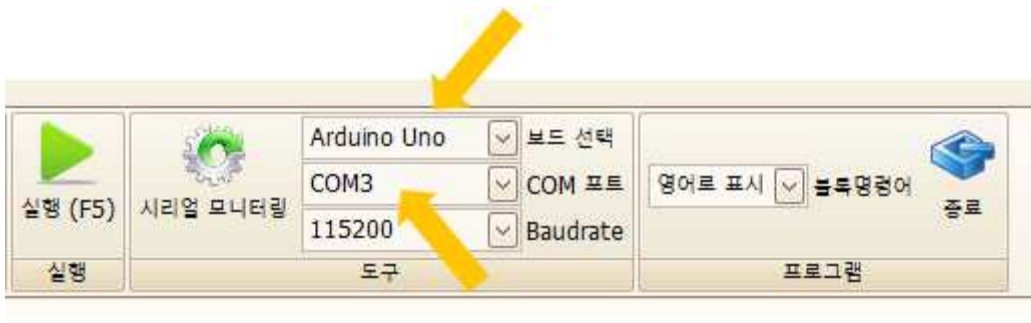 실행 (F5)
시리얼 모니터링
Arduino Uno 보드 선택
COM3 COM 포트
115200 Baudrate
영어로 표시 블록명령어
종료
실행
도구
프로그램